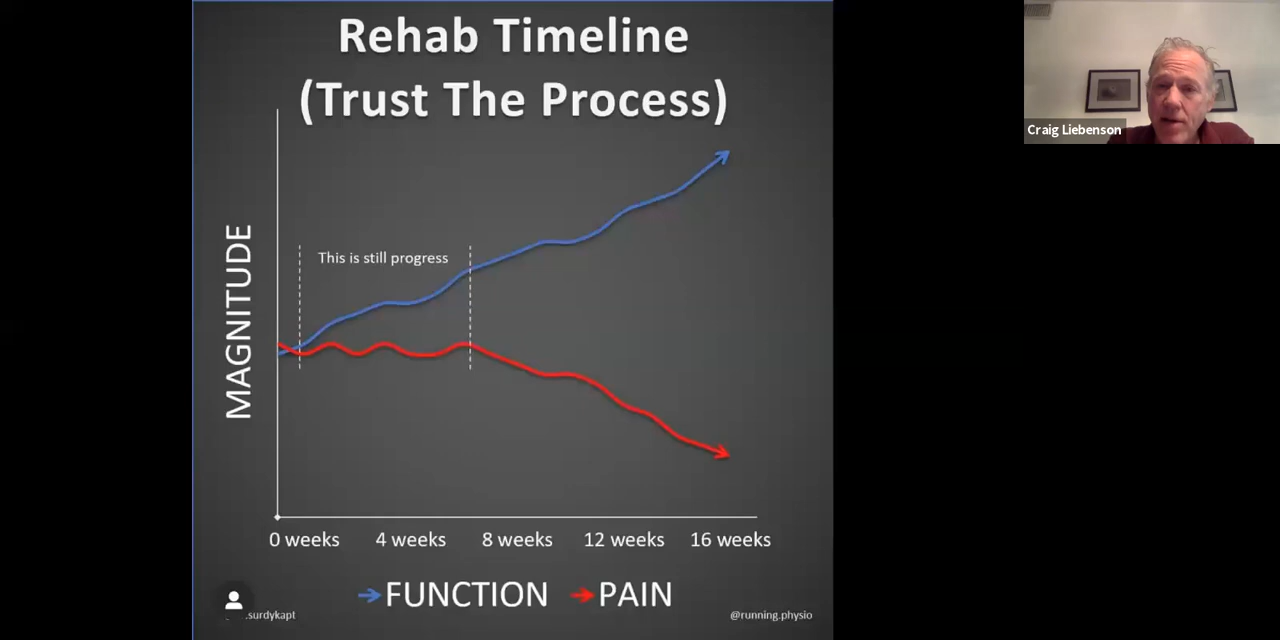 Rehab Timeline
(Trust The Process)
Craig Liebenson
This is still progress
MAGNITUDE
0 weeks 4 weeks 8 weeks 12 weeks 16 weeks
FUNCTION PAIN
@running.physio